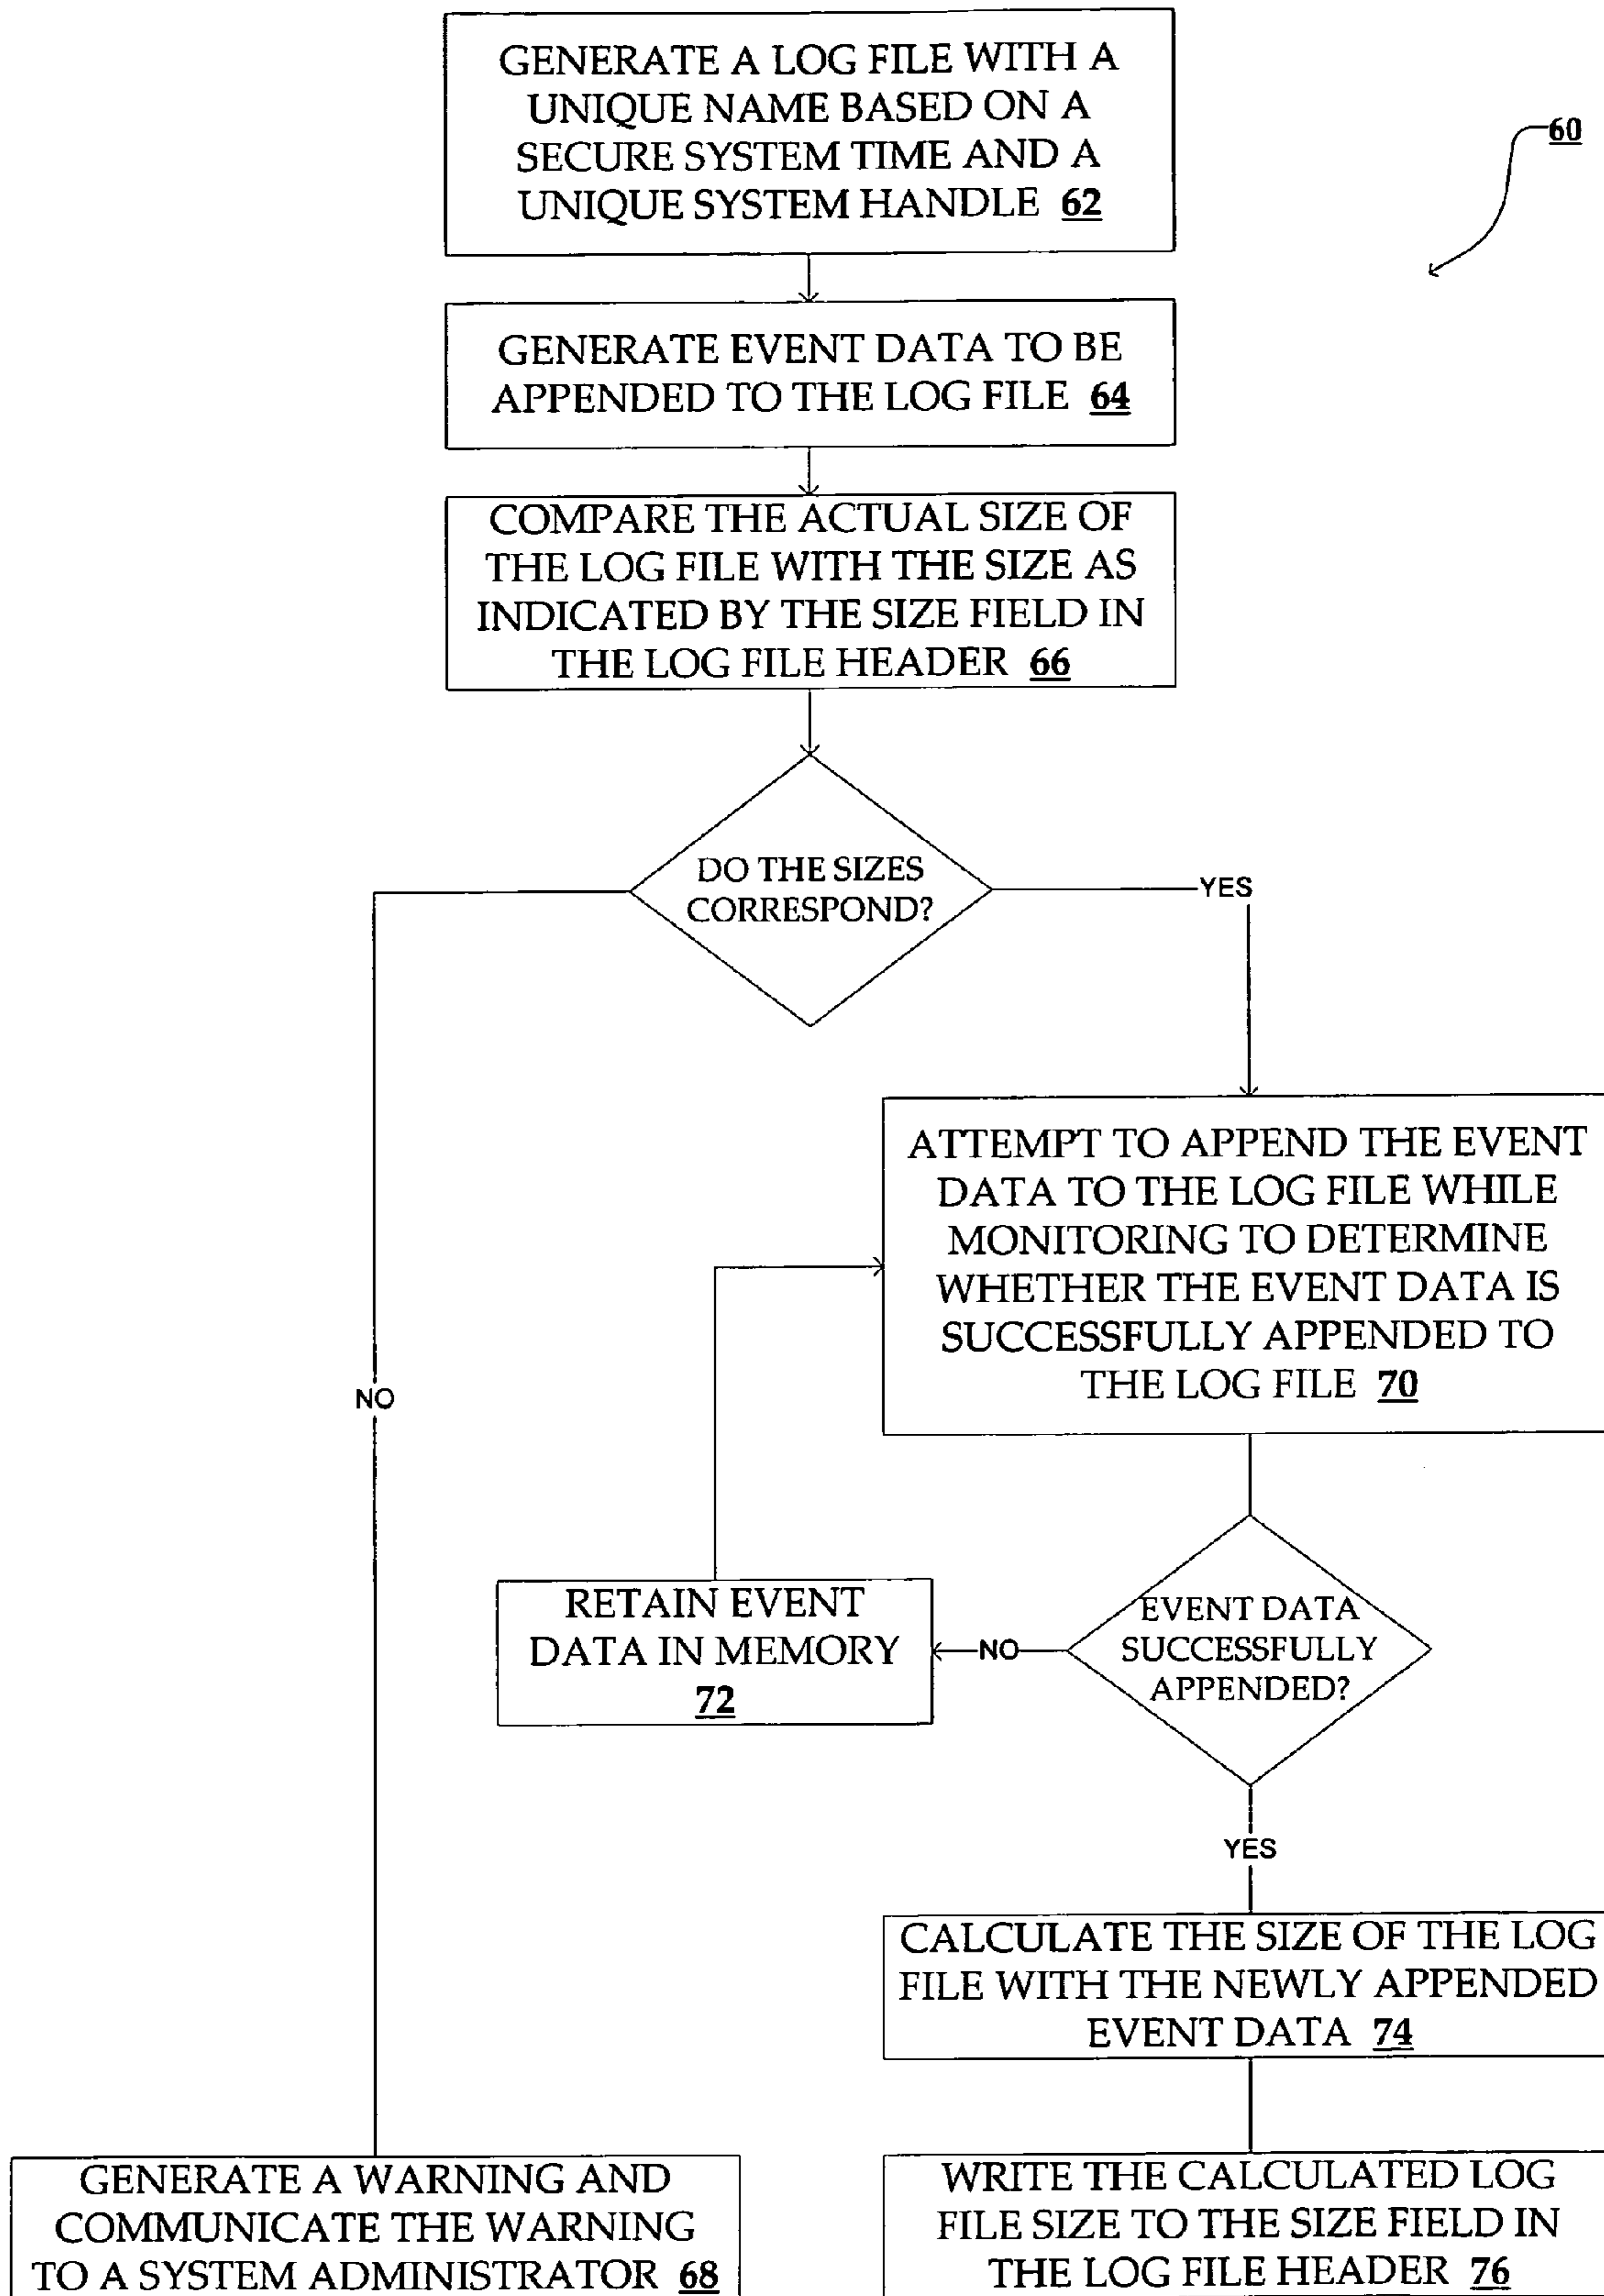 GENERATE A LOG FILE WITH A
UNIQUE NAME BASED ON A
SECURE SYSTEM TIME AND A
UNIQUE SYSTEM HANDLE 62
60
GENERATE EVENT DATA TO BE
APPENDED TO THE LOG FILE 64
COMPARE THE ACTUAL SIZE OF
THE LOG FILE WITH THE SIZE AS
INDICATED BY THE SIZE FIELD IN
THE LOG FILE HEADER 66
DO THE SIZES
CORRESPOND?
YES
NO
ATTEMPT TO APPEND THE EVENT
DATA TO THE LOG FILE WHILE
MONITORING TO DETERMINE
WHETHER THE EVENT DATA IS
SUCCESSFULLY APPENDED TO
THE LOG FILE 70
EVENT DATA
SUCCESSFULLY
APPENDED?
NO
RETAIN EVENT
DATA IN MEMORY
72
YES
CALCULATE THE SIZE OF THE LOG
FILE WITH THE NEWLY APPENDED
EVENT DATA 74
GENERATE A WARNING AND
COMMUNICATE THE WARNING
TO A SYSTEM ADMINISTRATOR 68
WRITE THE CALCULATED LOG
FILE SIZE TO THE SIZE FIELD IN
THE LOG FILE HEADER 76